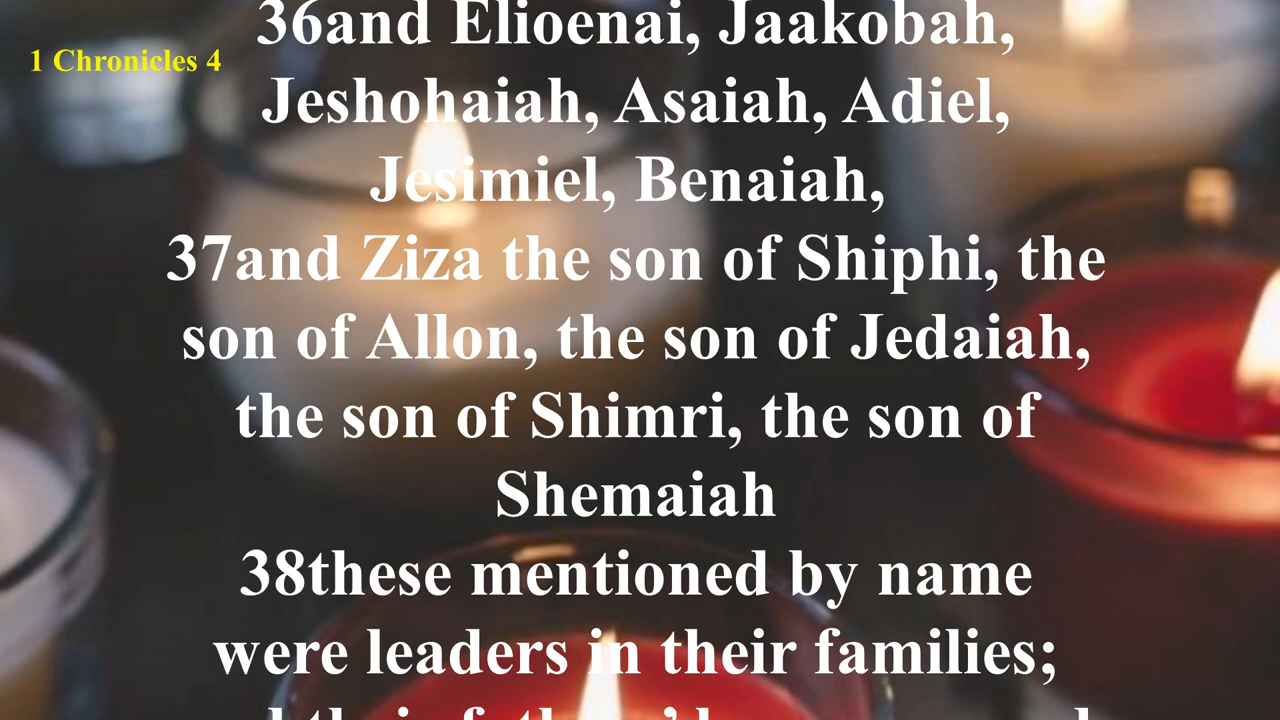 36and Elioenai, Jaakobah,
1 Chronicles 4
Jeshohaiah, Asaiah, Adiel,
Jesimiel, Benaiah,
37and Ziza the son of Shiphi, the
son of Allon, the son of Jedaiah,
the son of Shimri, the son of
Shemaiah
38these mentioned by name
were leaders in their families;